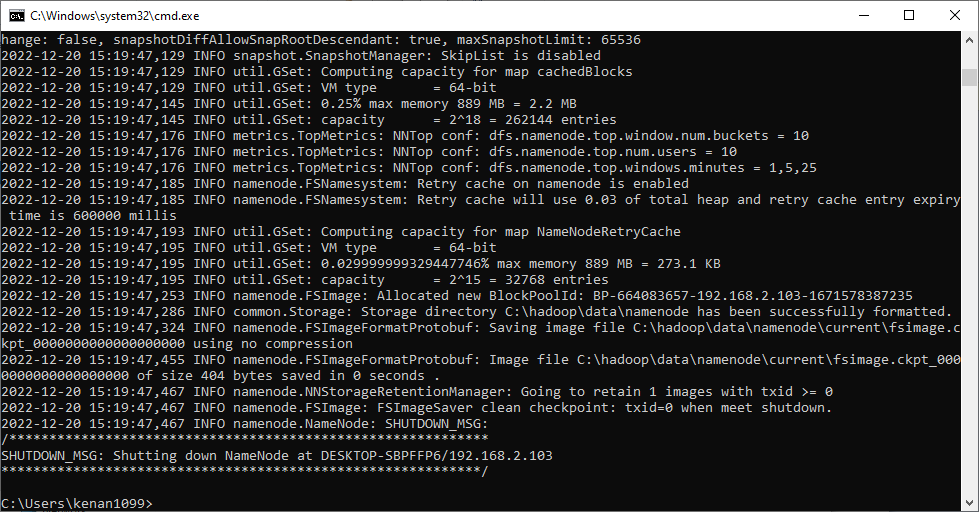 C:\Windows\system32\cmd.exe
hange: false, snapshotDiffAllowSnapRootDescendant: true, maxSnapshotLimit: 65536
2022-12-20 15:19:47,129 INFO snapshot.SnapshotManager: SkipList is disabled
2022-12-20 15:19:47,129 INFO util.GSet: Computing capacity for map cachedBlocks
2022-12-20 15:19:47,129 INFO util.GSet: VM type       = 64-bit
2022-12-20 15:19:47,145 INFO util.GSet: 0.25% max memory 889 MB = 2.2 MB
2022-12-20 15:19:47,145 INFO util.GSet: capacity      = 2^18 = 262144 entries
2022-12-20 15:19:47,176 INFO metrics.TopMetrics: NNTop conf: dfs.namenode.top.window.num.buckets = 10
2022-12-20 15:19:47,176 INFO metrics.TopMetrics: NNTop conf: dfs.namenode.top.num.users = 10
2022-12-20 15:19:47,176 INFO metrics.TopMetrics: NNTop conf: dfs.namenode.top.windows.minutes = 1,5,25
2022-12-20 15:19:47,185 INFO namenode.FSNamesystem: Retry cache on namenode is enabled
2022-12-20 15:19:47,185 INFO namenode.FSNamesystem: Retry cache will use 0.03 of total heap and retry cache entry expiry
 time is 600000 millis
2022-12-20 15:19:47,193 INFO util.GSet: Computing capacity for map NameNodeRetryCache
2022-12-20 15:19:47,195 INFO util.GSet: VM type       = 64-bit
2022-12-20 15:19:47,195 INFO util.GSet: 0.029999999329447746% max memory 889 MB = 273.1 KB
2022-12-20 15:19:47,195 INFO util.GSet: capacity      = 2^15 = 32768 entries
2022-12-20 15:19:47,253 INFO namenode.FSImage: Allocated new BlockPoolId: BP-664083657-192.168.2.103-1671578387235
2022-12-20 15:19:47,286 INFO common.Storage: Storage directory C:\hadoop\data\namenode has been successfully formatted.
2022-12-20 15:19:47,324 INFO namenode.FSImageFormatProtobuf: Saving image file C:\hadoop\data\namenode\current\fsimage.c
kpt_0000000000000000000 using no compression
2022-12-20 15:19:47,455 INFO namenode.FSImageFormatProtobuf: Image file C:\hadoop\data\namenode\current\fsimage.ckpt_000
0000000000000000 of size 404 bytes saved in 0 seconds .
2022-12-20 15:19:47,467 INFO namenode.NNStorageRetentionManager: Going to retain 1 images with txid >= 0
2022-12-20 15:19:47,467 INFO namenode.FSImage: FSImageSaver clean checkpoint: txid=0 when meet shutdown.
2022-12-20 15:19:47,467 INFO namenode.NameNode: SHUTDOWN_MSG:
/************************************************************
SHUTDOWN_MSG: Shutting down NameNode at DESKTOP-SBPFFP6/192.168.2.103
************************************************************/
C:\Users\kenan1099>